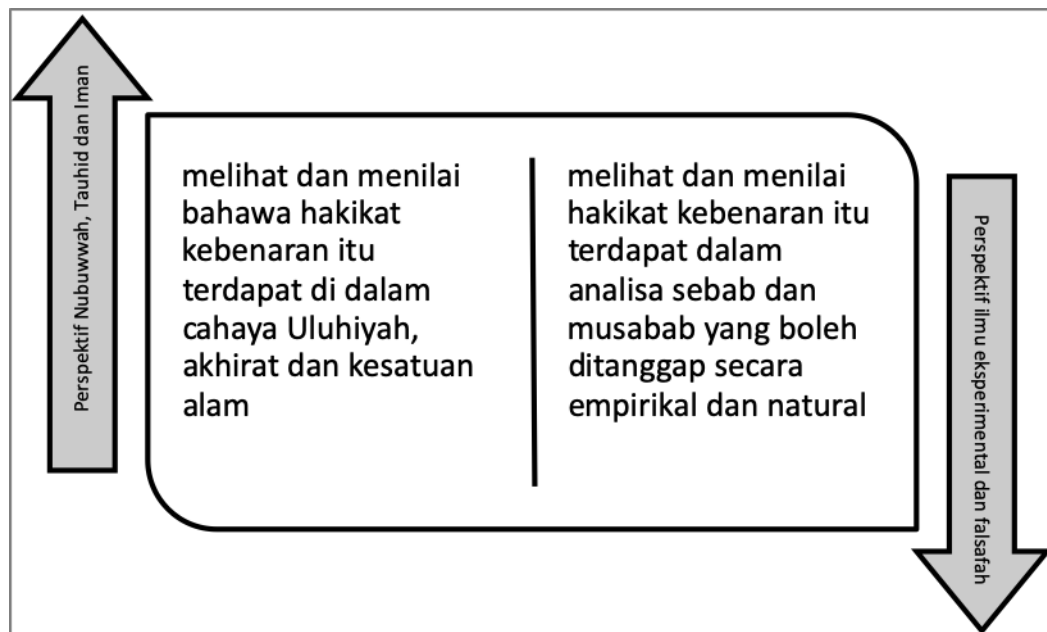 Perspektif Nubuwwah, Tauhid dan Iman
melihat dan menilai
bahawa hakikat
kebenaran itu
terdapat di dalam
cahaya Uluhiyah,
akhirat dan kesatuan
alam
melihat dan menilai
hakikat kebenaran itu
terdapat dalam
analisa sebab dan
musabab yang boleh
ditanggap secara
empirikal dan natural
Perspektif ilmu eksperimental dan falsafah